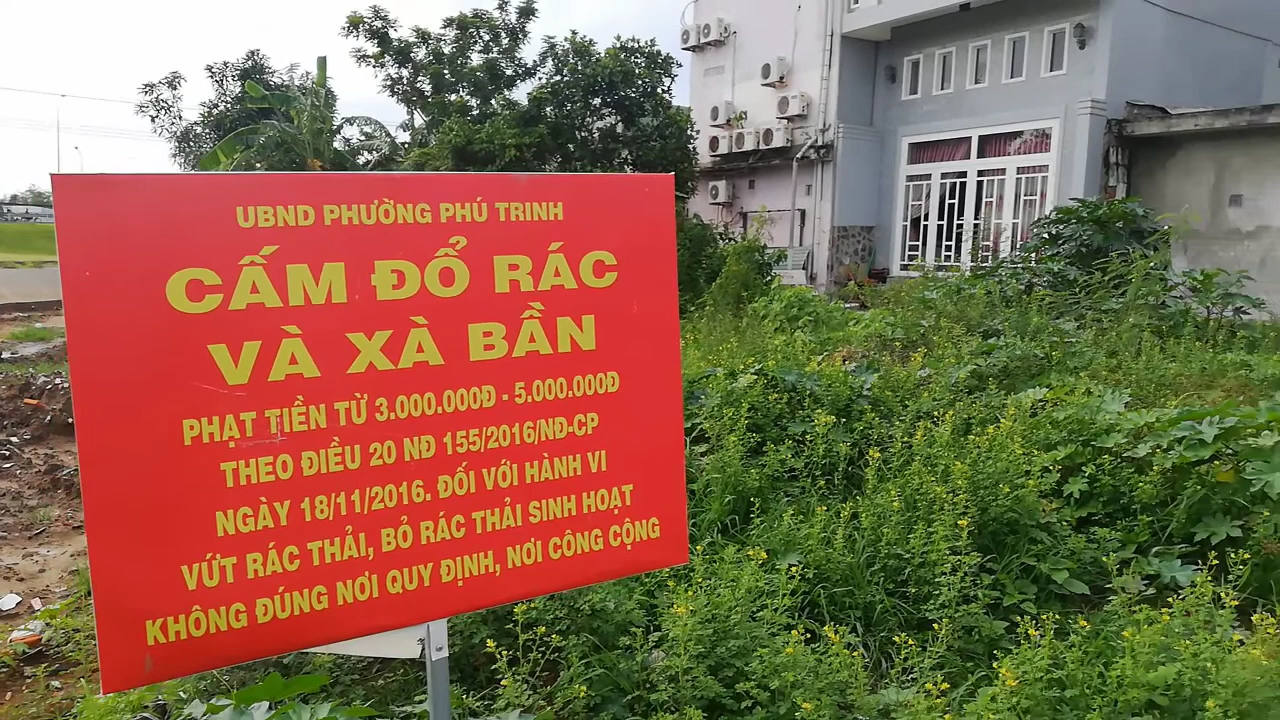 UBND PHƯỜNG PHÚ TRINH
CẤM ĐỔ RÁC
VÀ XÀ BẦN
PHẠT TIỀN TỪ 3.000.000Đ - 5.000.000Đ
THEO ĐIỀU 20 NĐ 155/2016/NĐ-CP
NGÀY 18/11/2016. ĐỐI VỚI HÀNH VI
VỨT RÁC THẢI, BỎ RÁC THẢI SINH HOẠT
KHÔNG ĐÚNG NƠI QUY ĐỊNH, NƠI CÔNG CỘNG